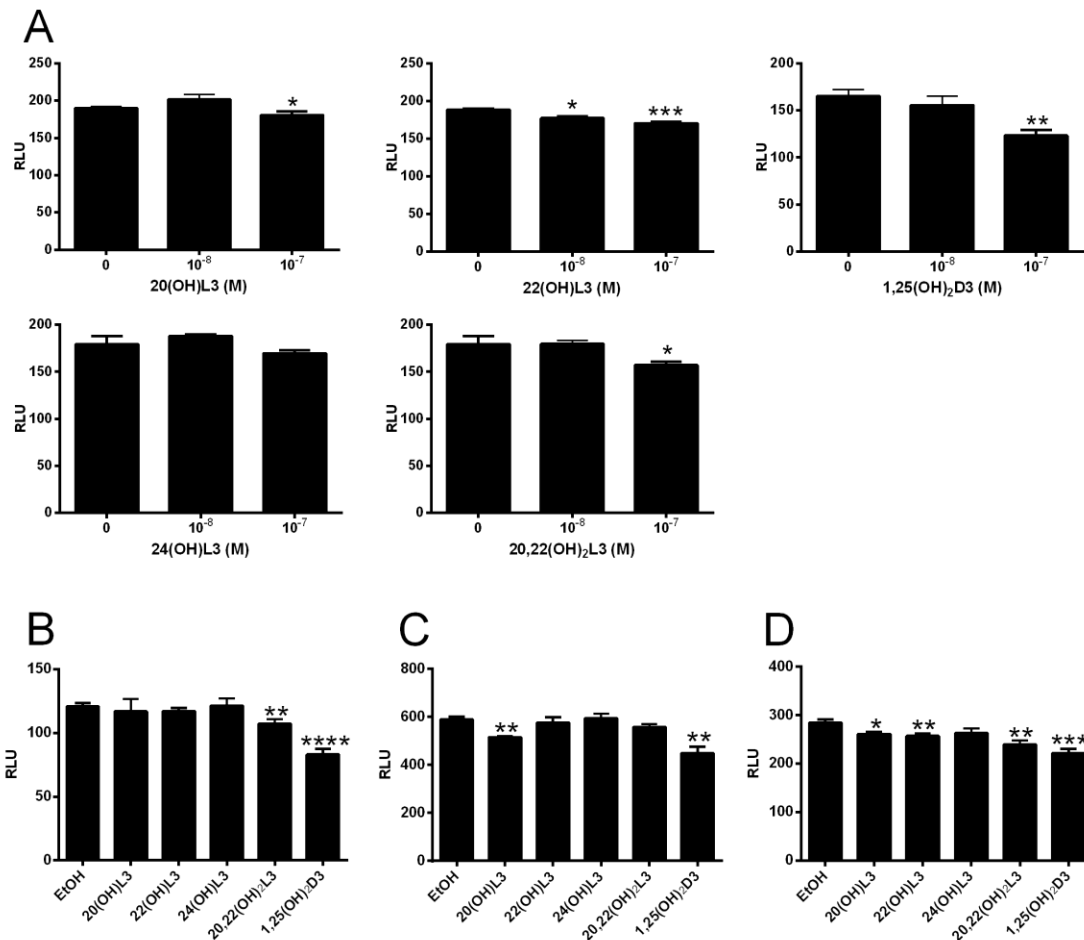 A
250
200
150
100
50
0
RLU
*
0
10⁻⁸
10⁻⁷
20(OH)L3 (M)
250
200
150
100
50
0
RLU
*
***
0
10⁻⁸
10⁻⁷
22(OH)L3 (M)
200
150
100
50
0
RLU
**
0
10⁻⁸
10⁻⁷
1,25(OH)₂D3 (M)
200
150
100
50
0
RLU
0
10⁻⁸
10⁻⁷
24(OH)L3 (M)
200
150
100
50
0
RLU
*
0
10⁻⁸
10⁻⁷
20,22(OH)₂L3 (M)
B
150
100
50
0
RLU
**
****
EtOH
20(OH)L3
22(OH)L3
24(OH)L3
20,22(OH)₂L3
1,25(OH)₂D3
C
800
600
400
200
0
RLU
**
**
EtOH
20(OH)L3
22(OH)L3
24(OH)L3
20,22(OH)₂L3
1,25(OH)₂D3
D
400
300
200
100
0
RLU
*
**
**
***
EtOH
20(OH)L3
22(OH)L3
24(OH)L3
20,22(OH)₂L3
1,25(OH)₂D3